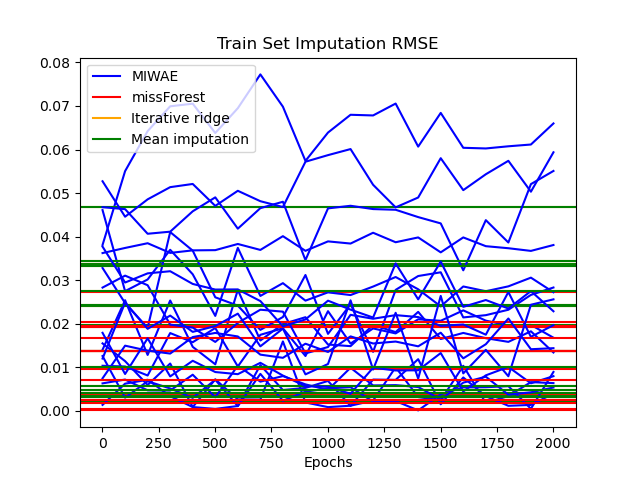 Train Set Imputation RMSE
0.08
0.07
0.06
0.05
0.04
0.03
0.02
0.01
0.00
MIWAE
missForest
Iterative ridge
Mean imputation
0 250 500 750 1000 1250 1500 1750 2000
Epochs